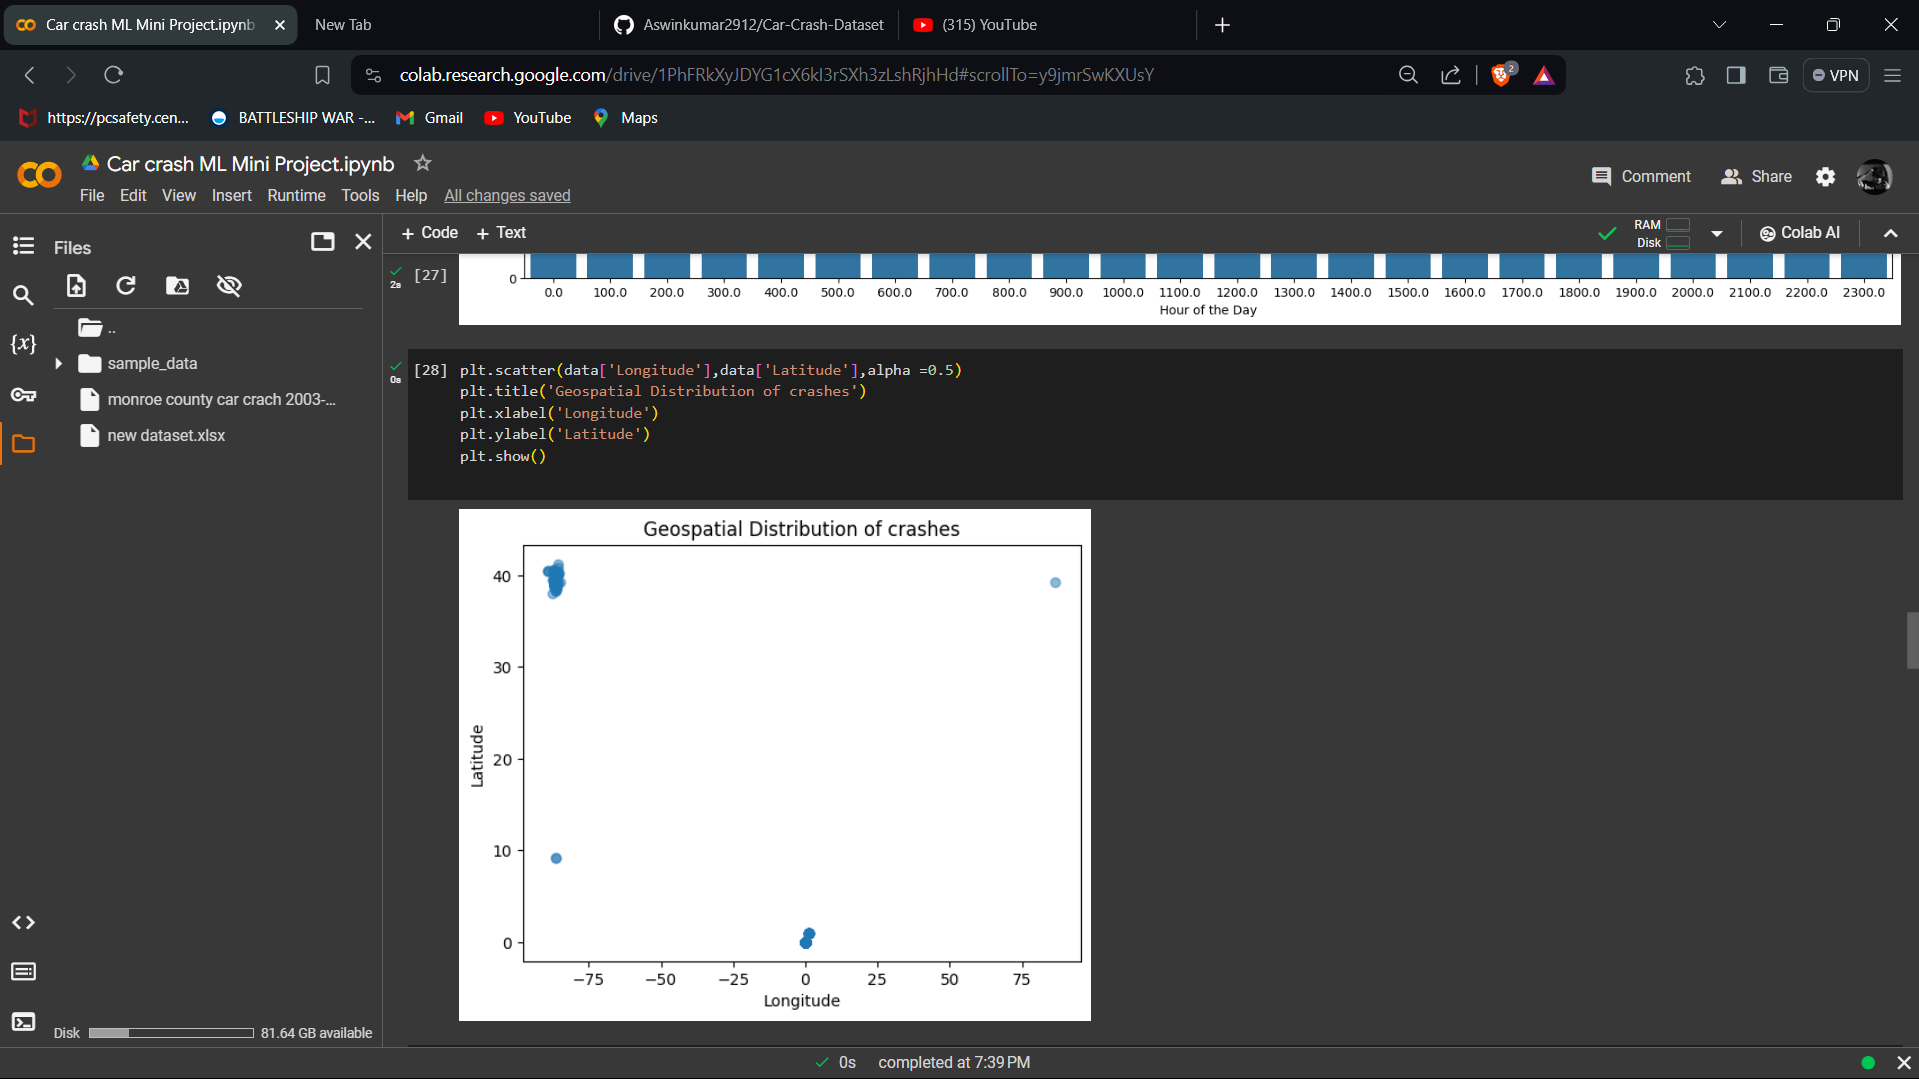 Car crash ML Mini Project.ipynb
New Tab
Aswinkumar2912/Car-Crash-Dataset
(315) YouTube
colab.research.google.com/drive/1PhFRkXyJDYG1cX6kI3rSXh3zLshRjhHd#scrollTo=y9jmrSwKXUsY
2
VPN
https://pcsafety.cen...
BATTLESHIP WAR -...
Gmail
YouTube
Maps
Car crash ML Mini Project.ipynb
Comment
Share
File Edit View Insert Runtime Tools Help All changes saved
Files
+ Code + Text
RAM
Disk
Colab AI
..
sample_data
monroe county car crach 2003-...
new dataset.xlsx
{x}
Disk
81.64 GB available
2s
[27]
0
0.0 100.0 200.0 300.0 400.0 500.0 600.0 700.0 800.0 900.0 1000.0 1100.0 1200.0 1300.0 1400.0 1500.0 1600.0 1700.0 1800.0 1900.0 2000.0 2100.0 2200.0 2300.0
Hour of the Day
0s
[28] plt.scatter(data['Longitude'],data['Latitude'],alpha =0.5)
plt.title('Geospatial Distribution of crashes')
plt.xlabel('Longitude')
plt.ylabel('Latitude')
plt.show()
Geospatial Distribution of crashes
40
30
20
10
0
Latitude
−75 −50 −25 0 25 50 75
Longitude
0s completed at 7:39 PM